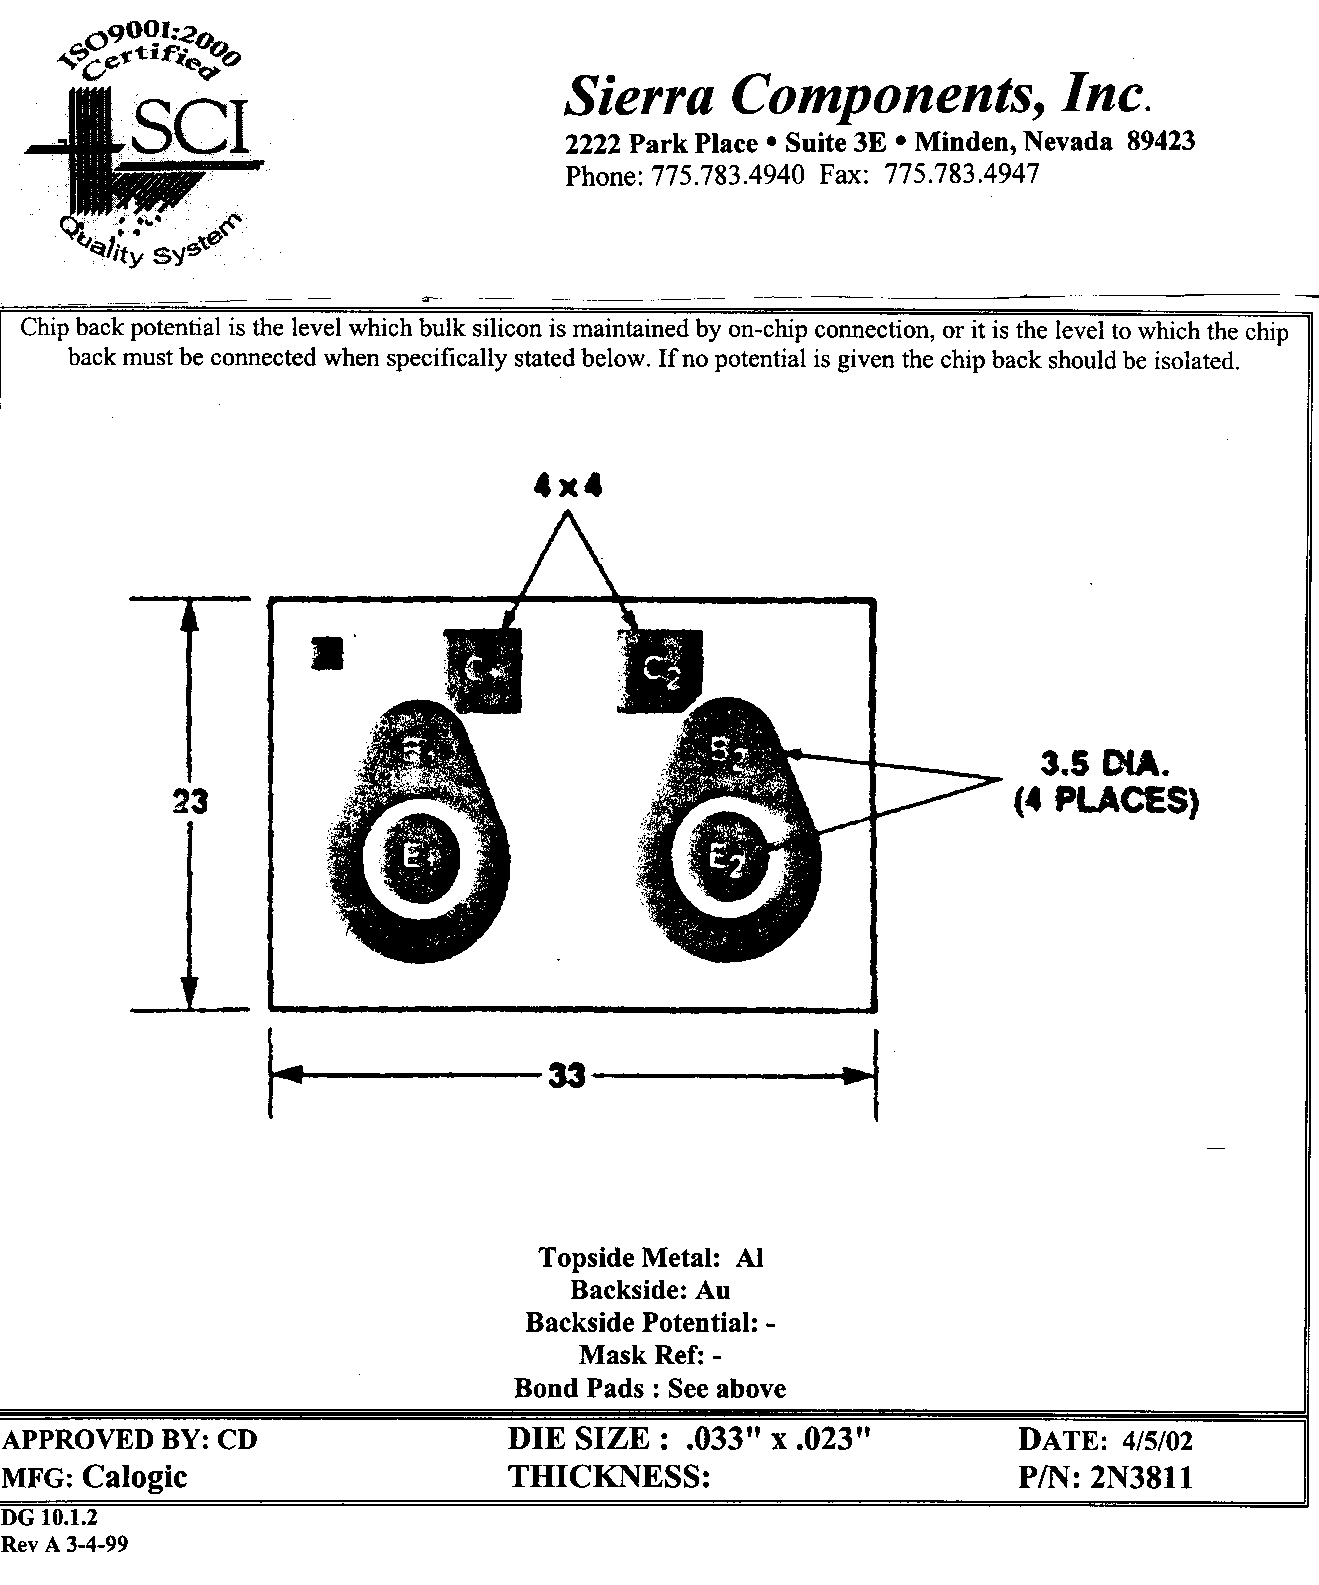 ISO9001:2000
Certified
SCI
Quality System
Sierra Components, Inc.
2222 Park Place • Suite 3E • Minden, Nevada 89423
Phone: 775.783.4940 Fax: 775.783.4947
Chip back potential is the level which bulk silicon is maintained by on-chip connection, or it is the level to which the chip
back must be connected when specifically stated below. If no potential is given the chip back should be isolated.
4 x 4
C1
C2
B1
B2
3.5 DIA.
(4 PLACES)
23
E1
E2
33
Topside Metal: Al
Backside: Au
Backside Potential: -
Mask Ref: -
Bond Pads : See above
APPROVED BY: CD
DIE SIZE : .033" x .023"
DATE: 4/5/02
MFG: Calogic
THICKNESS:
P/N: 2N3811
DG 10.1.2
Rev A 3-4-99